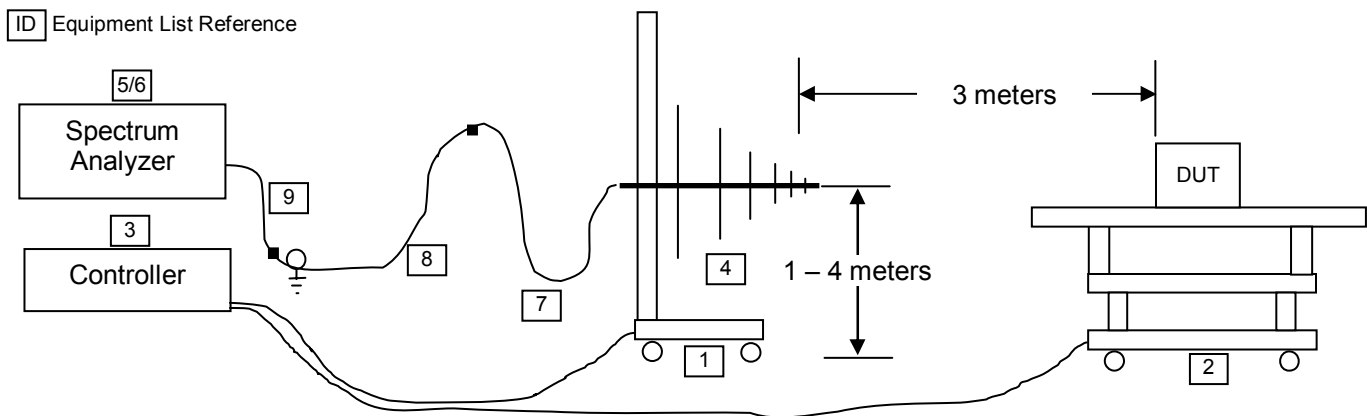 ID Equipment List Reference
5/6
Spectrum
Analyzer
9
3
Controller
8
7
4
1
3 meters
1 – 4 meters
DUT
2